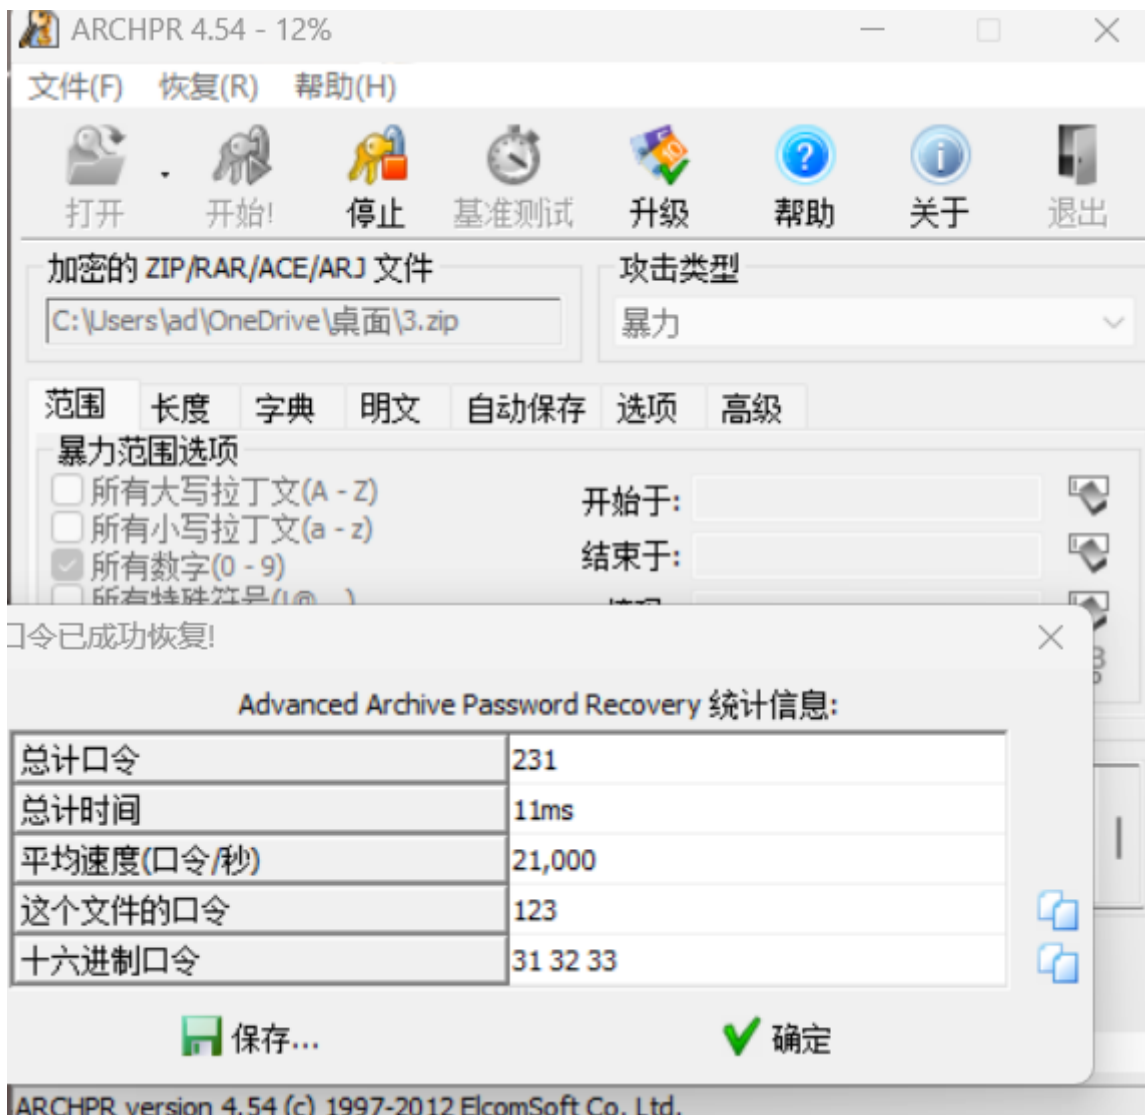 ARCHPR 4.54 - 12%
文件(F) 恢复(R) 帮助(H)
打开 开始! 停止 基准测试 升级 帮助 关于 退出
加密的 ZIP/RAR/ACE/ARJ 文件 攻击类型
C:\Users\ad\OneDrive\桌面\3.zip 暴力
范围 长度 字典 明文 自动保存 选项 高级
暴力范围选项
所有大写拉丁文(A - Z) 开始于:
所有小写拉丁文(a - z)
所有数字(0 - 9) 结束于:
所有特殊符号(!@...)
口令已成功恢复!
Advanced Archive Password Recovery 统计信息:
总计口令 231
总计时间 11ms
平均速度(口令/秒) 21,000
这个文件的口令 123
十六进制口令 31 32 33
保存... 确定
ARCHPR version 4.54 (c) 1997-2012 ElcomSoft Co. Ltd.